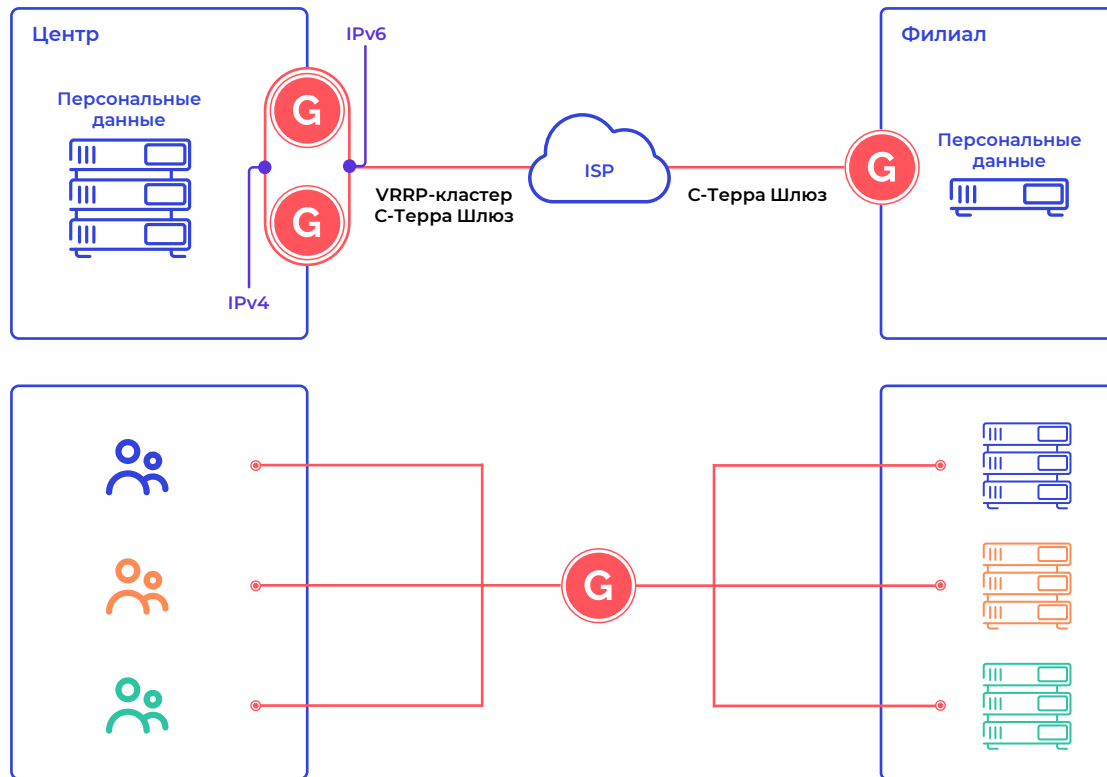 Центр
IPv6
Филиал
Персональные
данные
G
G
ISP
G
Персональные
данные
VRRP-кластер
С-Терра Шлюз
С-Терра Шлюз
IPv4
G